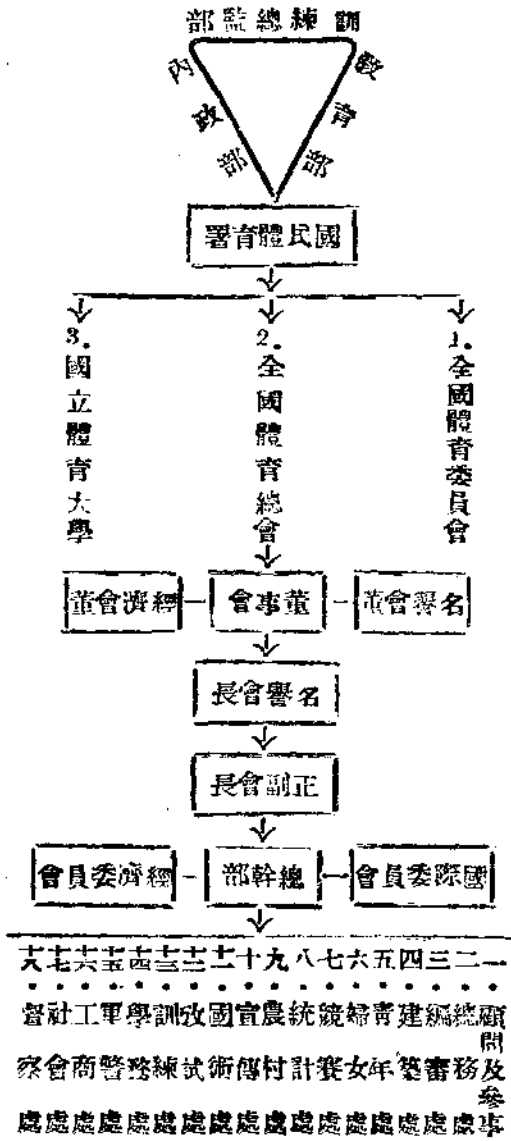 訓練總監部
教育部
內政部
國民體育署
1.全國體育委員會
2.全國體育總會
3.國立體育大學
名譽會董
董事會
經濟會董
名譽會長
正副會長
國際委員會
總幹部
經濟委員會
一.顧問及參事
二.總務處
三.編審處
四.建築處
五.靑年處
六.婦女處
七.競賽處
八.統計處
九.農村處
十.宣傳處
十一.國術處
十二.攷試處
十三.訓練處
十四.學務處
十五.軍警處
十六.工商處
十七.社會處
十八.督察處